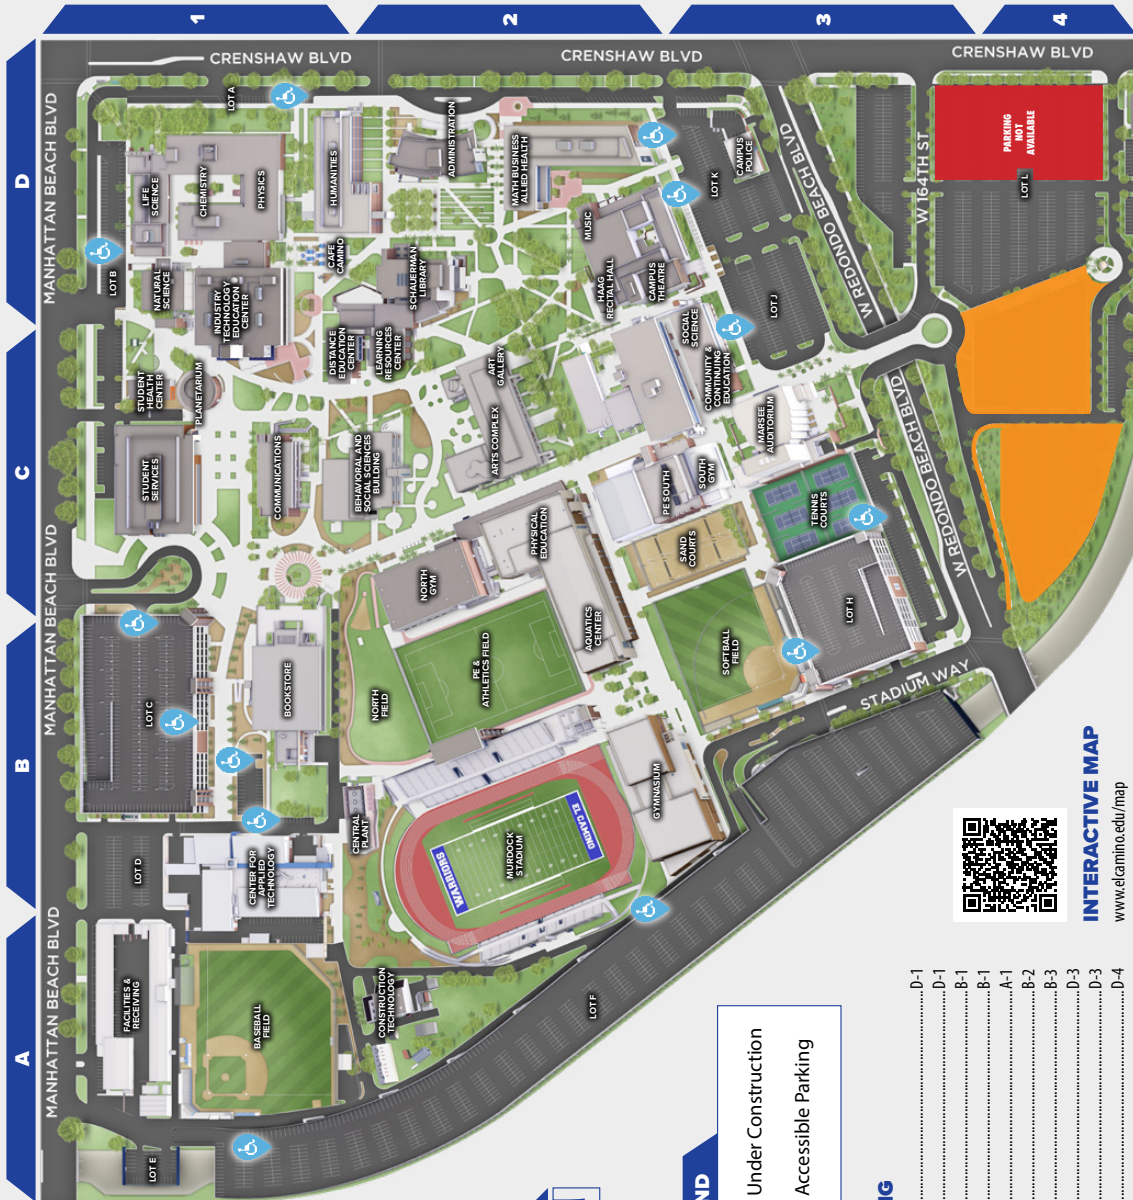 1
2
3
4
D
C
B
A
CRENSHAW BLVD
CRENSHAW BLVD
CRENSHAW BLVD
MANHATTAN BEACH BLVD
MANHATTAN BEACH BLVD
MANHATTAN BEACH BLVD
MANHATTAN BEACH BLVD
W REDONDO BEACH BLVD
W REDONDO BEACH BLVD
W 164TH ST
STADIUM WAY
LOT A
LOT B
LIFE
SCIENCE
CHEMISTRY
PHYSICS
HUMANITIES
ADMINISTRATION
MATH BUSINESS
ALLIED HEALTH
CAMPUS
POLICE
LOT K
PARKING
NOT
AVAILABLE
LOT L
NATURAL
SCIENCE
INDUSTRY
TECHNOLOGY
EDUCATION
CENTER
CAFE
CAMINO
SCHAUERMAN
LIBRARY
MUSIC
HAAG
RECITAL HALL
CAMPUS
THEATRE
LOT J
DISTANCE
EDUCATION
CENTER
LEARNING
RESOURCES
CENTER
SOCIAL
SCIENCE
COMMUNITY &
CONTINUING
EDUCATION
STUDENT
HEALTH
CENTER
PLANETARIUM
ART
GALLERY
ARTS COMPLEX
MARSEE
AUDITORIUM
STUDENT
SERVICES
COMMUNICATIONS
BEHAVIORAL AND
SOCIAL SCIENCES
BUILDING
PE SOUTH
SOUTH
GYM
TENNIS
COURTS
PHYSICAL
EDUCATION
NORTH
GYM
SAND
COURTS
LOT H
AQUATICS
CENTER
SOFTBALL
FIELD
LOT C
BOOKSTORE
NORTH
FIELD
PE &
ATHLETICS FIELD
GYMNASIUM
CENTRAL
PLANT
WARRIORS
MURDOCK
STADIUM
EL CAMINO
LOT D
CENTER FOR
APPLIED
TECHNOLOGY
FACILITIES &
RECEIVING
BASEBALL
FIELD
CONSTRUCTION
TECHNOLOGY
LOT F
LOT E
INTERACTIVE MAP
www.elcamino.edu/map
ND
Under Construction
Accessible Parking
NG
D-1
D-1
B-1
B-1
A-1
B-2
B-3
D-3
D-3
D-4